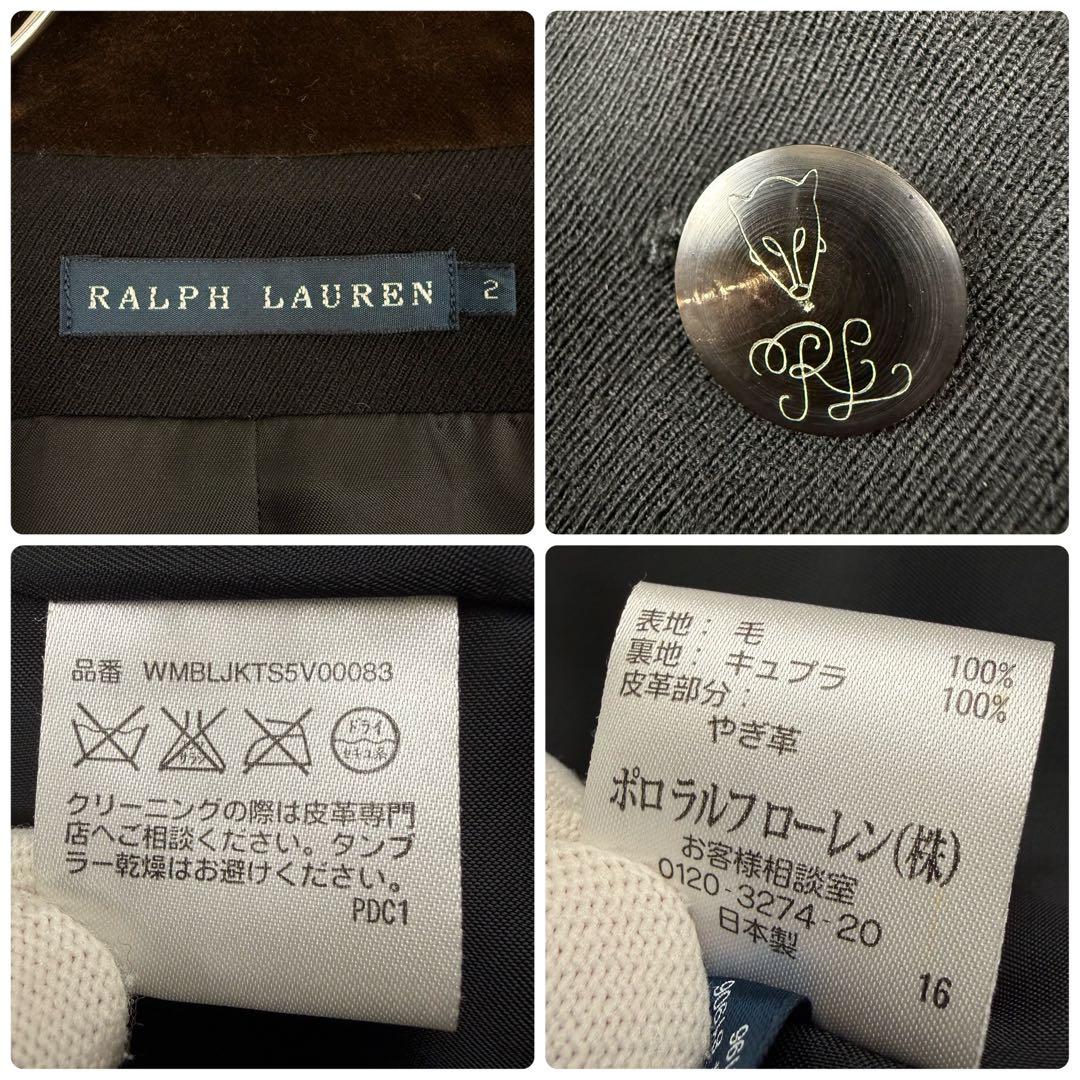 RALPH LAUREN
2
RL
品番 WMBLJKTS5V00083
ドライ
クリーニングの際は皮革専門
店へご相談ください。タンブ
ラー乾燥はお避けください。
PDC1
表地： 毛 100%
裏地： キュプラ 100%
皮革部分：
やぎ革
ポロ ラルフ ローレン(株)
お客様相談室
0120-3274-20
日本製
16